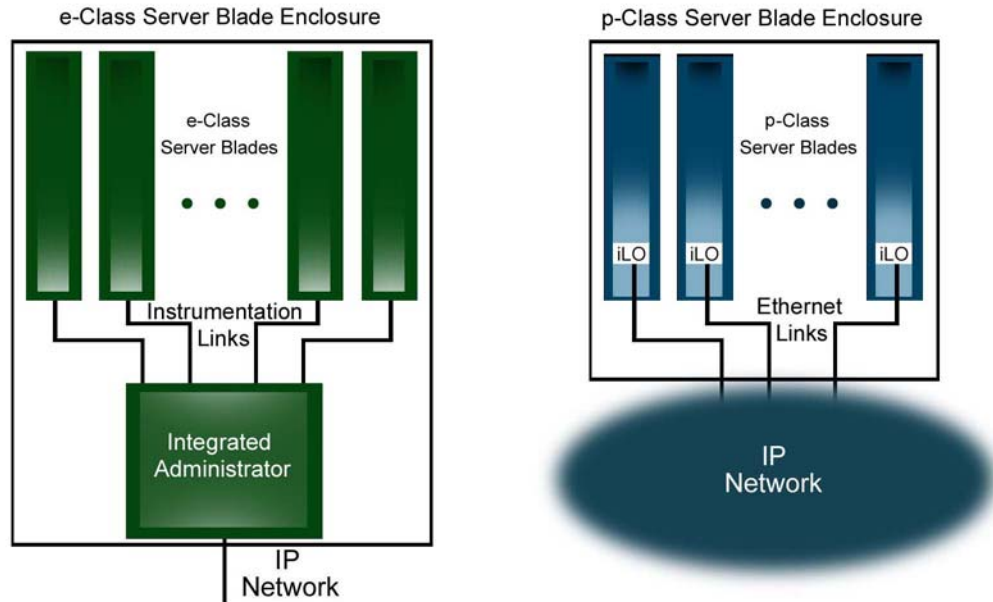 e-Class Server Blade Enclosure
e-Class
Server Blades
Instrumentation
Links
Integrated
Administrator
IP
Network
p-Class Server Blade Enclosure
p-Class
Server Blades
iLO
iLO
iLO
Ethernet
Links
IP
Network